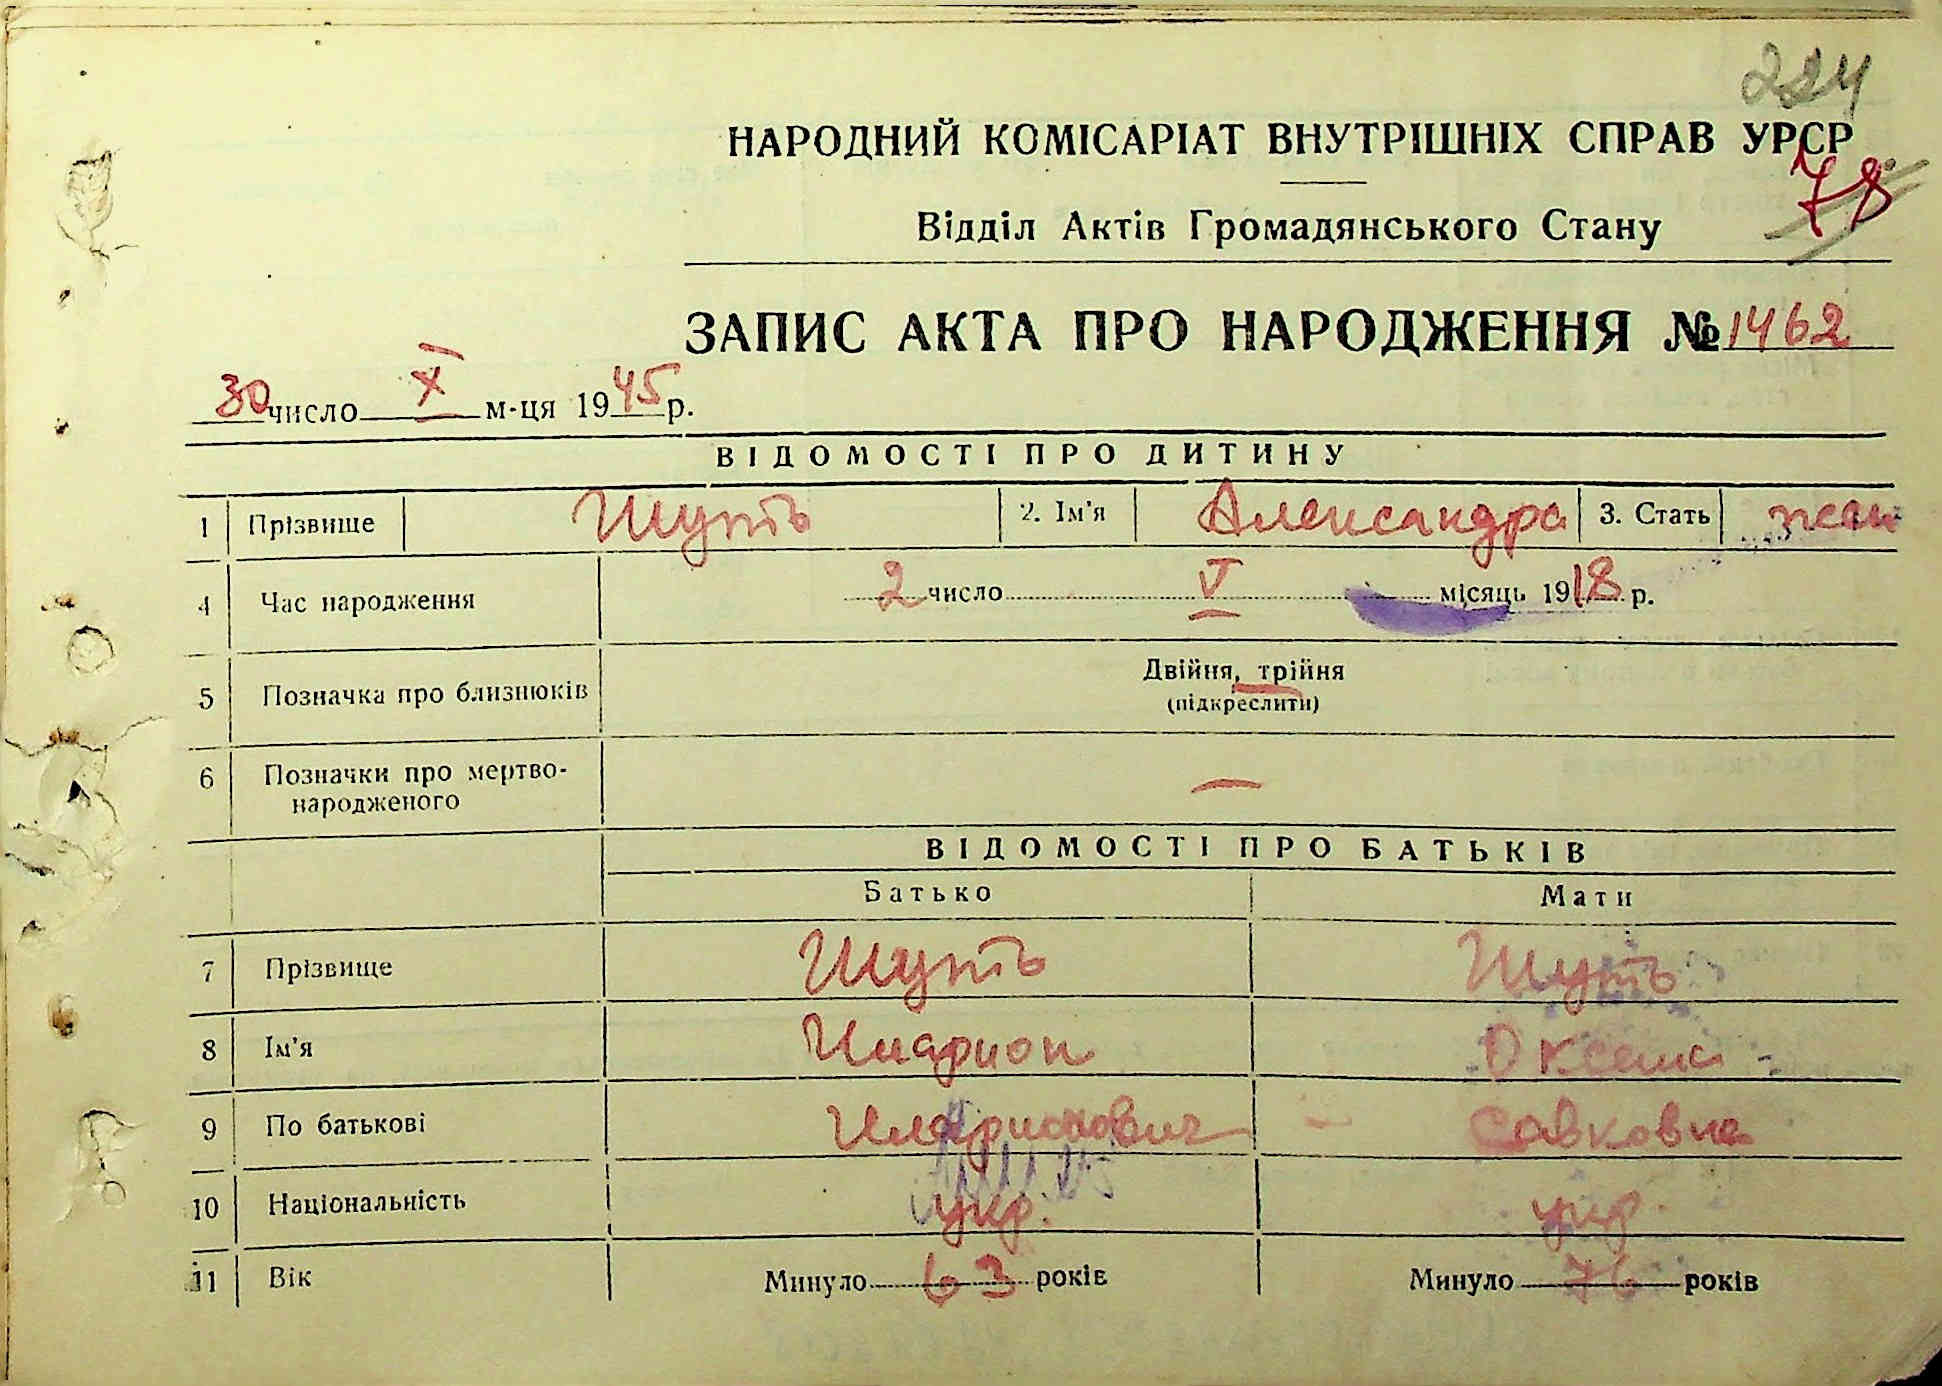 224
НАРОДНИЙ КОМІСАРІАТ ВНУТРІШНІХ СПРАВ УРСР
78
Відділ Актів Громадянського Стану
ЗАПИС АКТА ПРО НАРОДЖЕННЯ № 1462
30 число X м-ця 1945 р.
ВІДОМОСТІ ПРО ДИТИНУ
1 Прізвище Шуть 2. Ім'я Александра 3. Стать жен
4 Час народження 2 число V місяць 1918 р.
5 Позначка про близнюків Двійня, трійня
(підкреслити)
6 Позначки про мертво-
народженого —
ВІДОМОСТІ ПРО БАТЬКІВ
Батько Мати
7 Прізвище Шуть Шуть
8 Ім'я Иларион Оксена
9 По батькові Иларионович Савковна
10 Національність укр. укр.
11 Вік Минуло 63 років Минуло 76 років